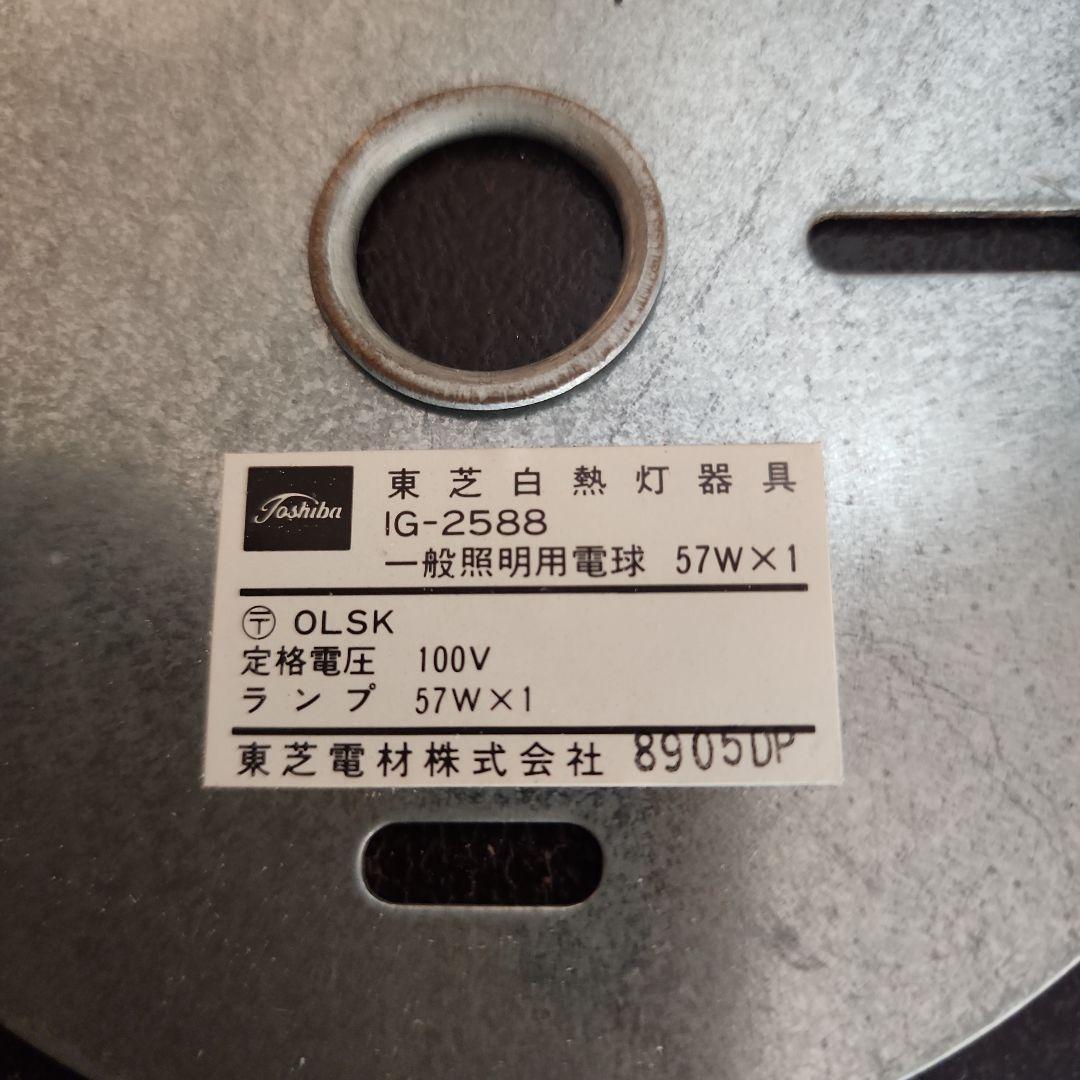 Toshiba
東芝白熱灯器具
IG-2588
一般照明用電球 57W×1
〒 OLSK
定格電圧 100V
ランプ 57W×1
東芝電材株式会社 8905DP